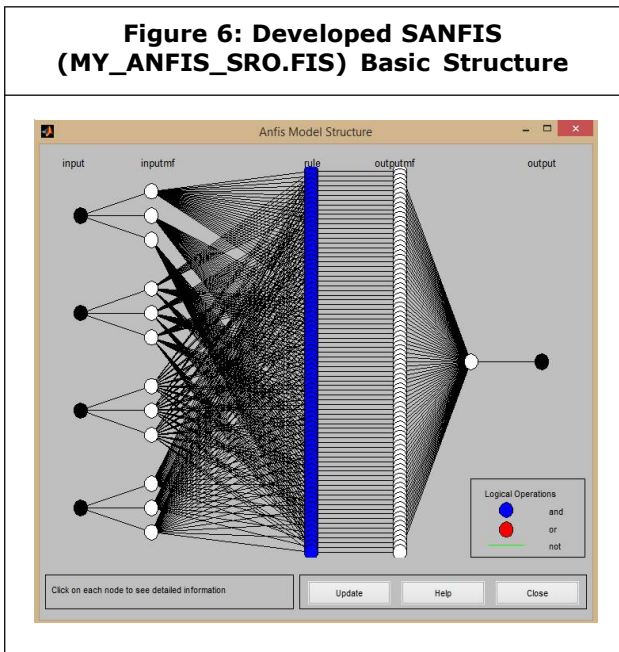 Figure 6: Developed SANFIS
(MY_ANFIS_SRO.FIS) Basic Structure
Anfis Model Structure
input inputmf rule outputmf output
Logical Operations
and
or
not
Click on each node to see detailed information
Update Help Close